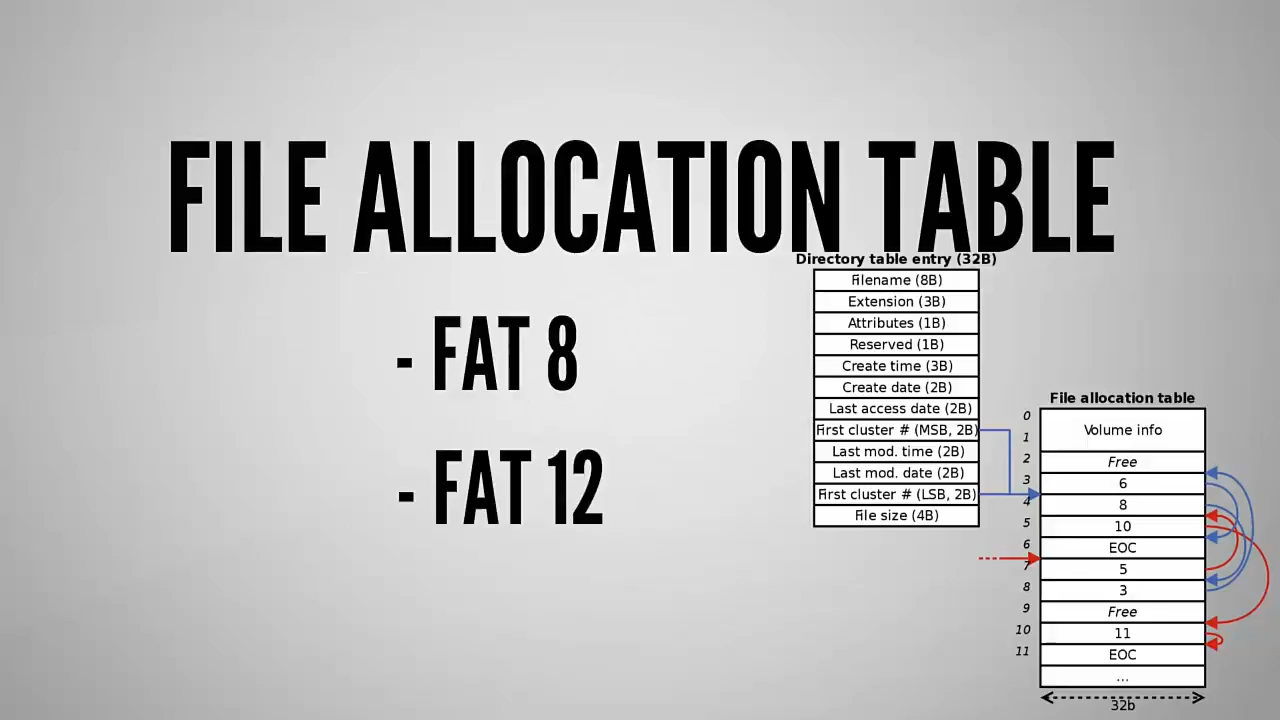 FILE ALLOCATION TABLE
- FAT 8
- FAT 12
Directory table entry (32B)
Filename (8B)
Extension (3B)
Attributes (1B)
Reserved (1B)
Create time (3B)
Create date (2B)
Last access date (2B)
First cluster # (MSB, 2B)
Last mod. time (2B)
Last mod. date (2B)
First cluster # (LSB, 2B)
File size (4B)
File allocation table
0
Volume info
1
2 Free
3 6
4 8
5 10
6 EOC
7 5
8 3
9 Free
10 11
11 EOC
...
32b